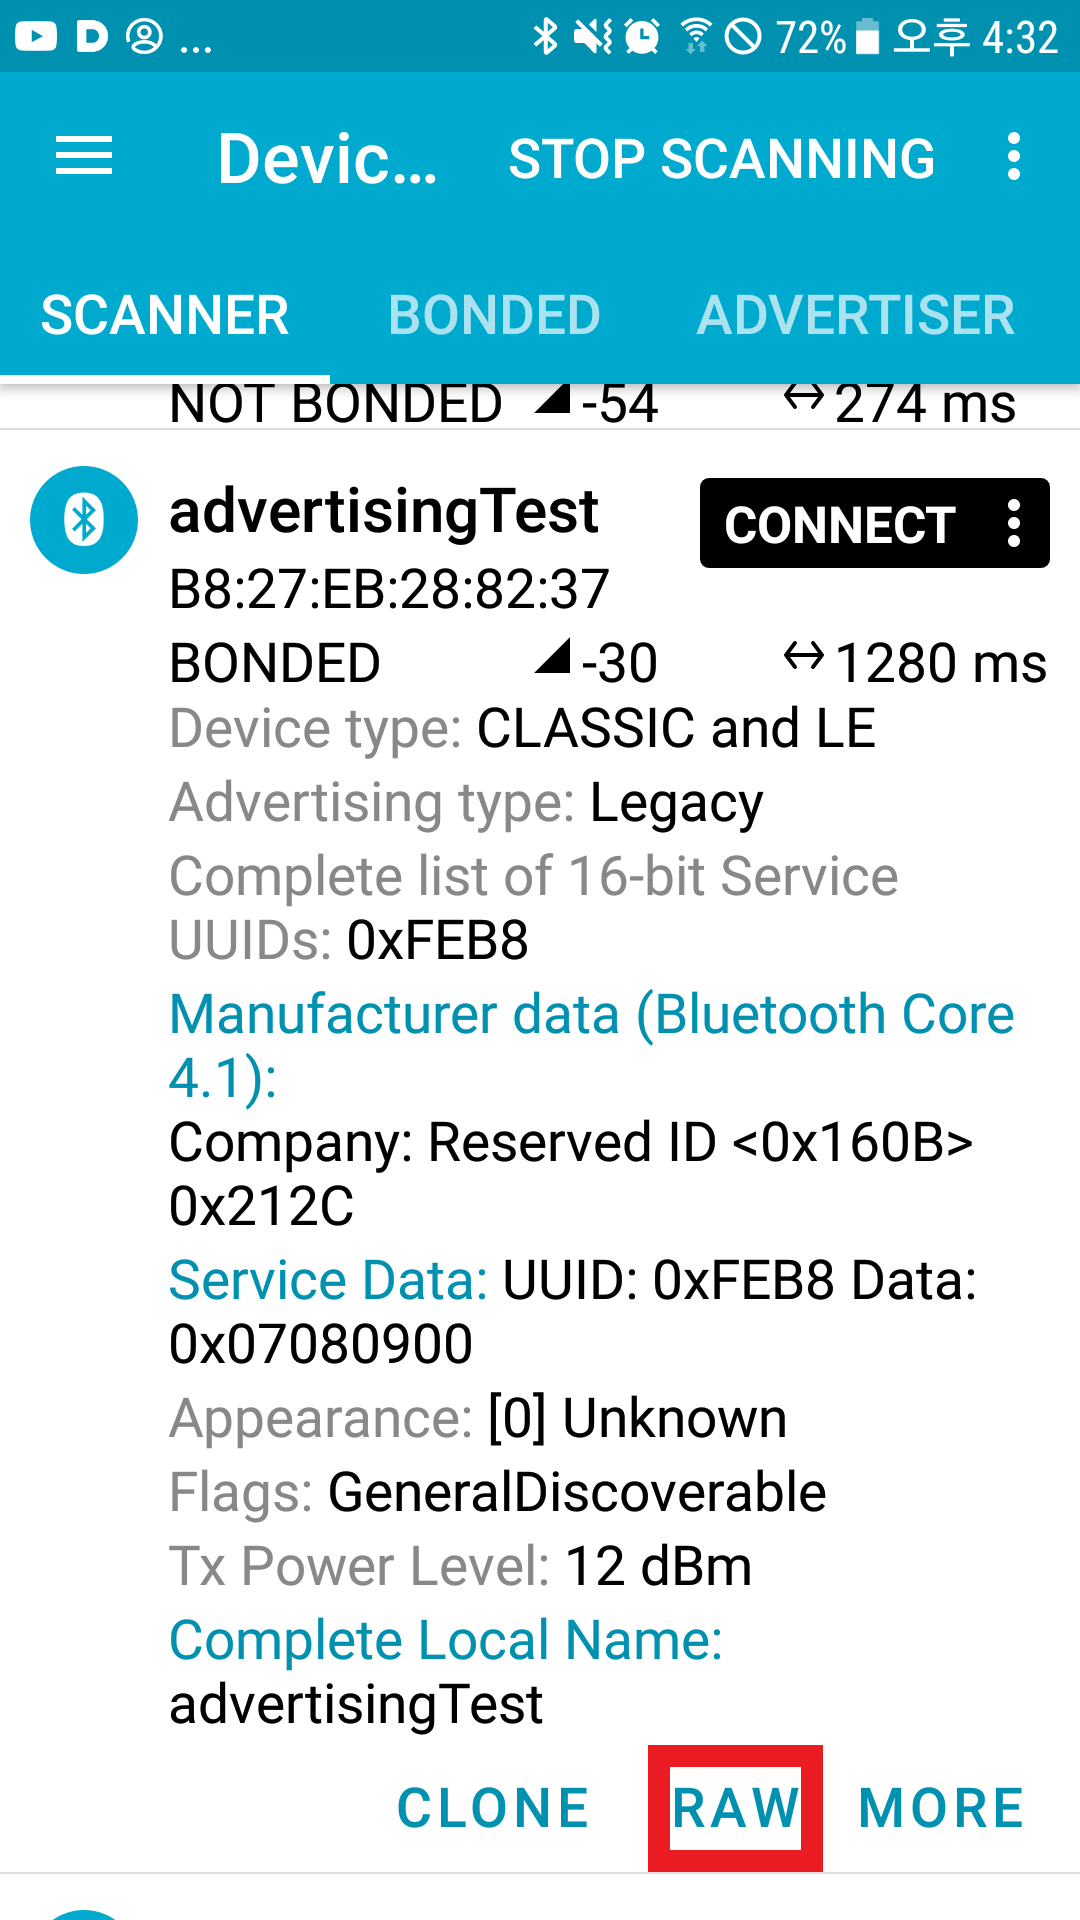 ... 72% 오후 4:32
Devic... STOP SCANNING
SCANNER BONDED ADVERTISER
NOT BONDED -54 274 ms
advertisingTest CONNECT
B8:27:EB:28:82:37
BONDED -30 1280 ms
Device type: CLASSIC and LE
Advertising type: Legacy
Complete list of 16-bit Service
UUIDs: 0xFEB8
Manufacturer data (Bluetooth Core
4.1):
Company: Reserved ID <0x160B>
0x212C
Service Data: UUID: 0xFEB8 Data:
0x07080900
Appearance: [0] Unknown
Flags: GeneralDiscoverable
Tx Power Level: 12 dBm
Complete Local Name:
advertisingTest
CLONE RAW MORE